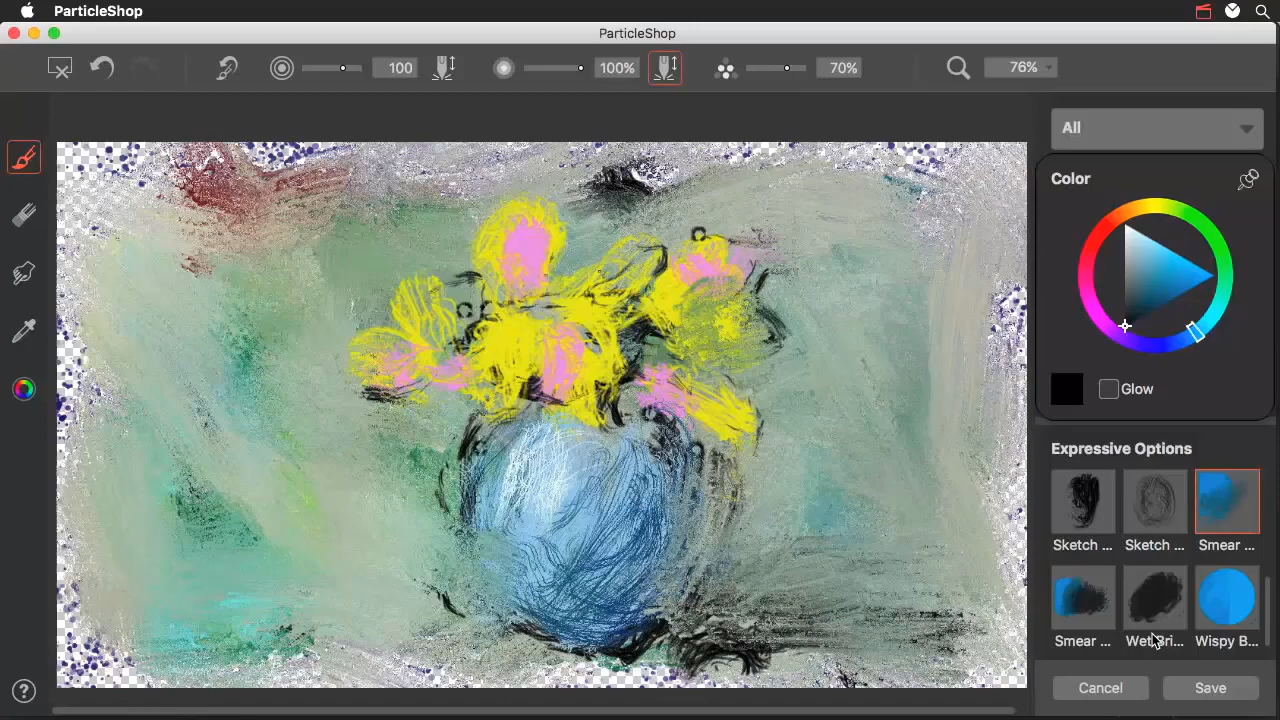 ParticleShop
ParticleShop
100
100%
70%
76%
All
Color
Glow
Expressive Options
Sketch ...
Sketch ...
Smear ...
Smear ...
Wet Bri...
Wispy B...
Cancel
Save
?